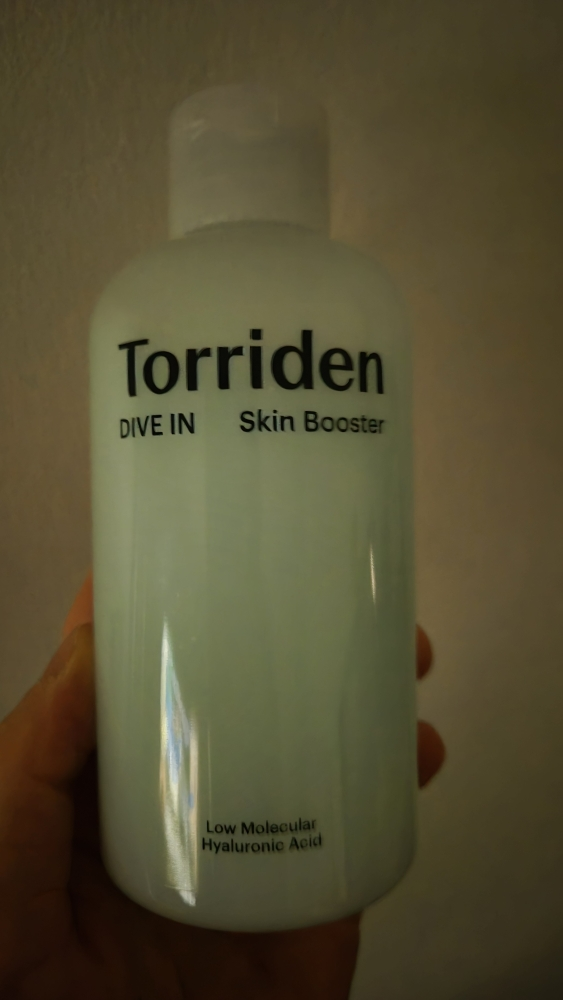 Torriden
DIVE IN Skin Booster
Low Molecular
Hyaluronic Acid